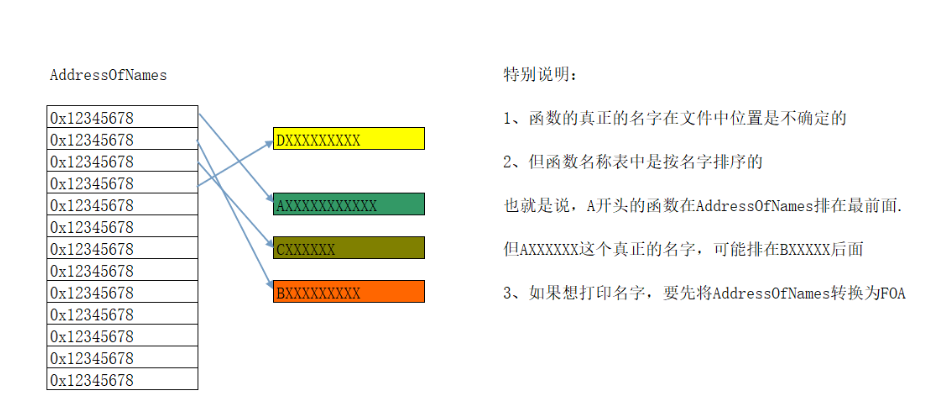 AddressOfNames
0x12345678
0x12345678
0x12345678
0x12345678
0x12345678
0x12345678
0x12345678
0x12345678
0x12345678
0x12345678
0x12345678
0x12345678
0x12345678
DXXXXXXXXX
AXXXXXXXXXXX
CXXXXXX
BXXXXXXXXX
特别说明:
1、函数的真正的名字在文件中位置是不确定的
2、但函数名称表中是按名字排序的
也就是说，A开头的函数在AddressOfNames排在最前面.
但AXXXXXX这个真正的名字，可能排在BXXXXX后面
3、如果想打印名字，要先将AddressOfNames转换为FOA